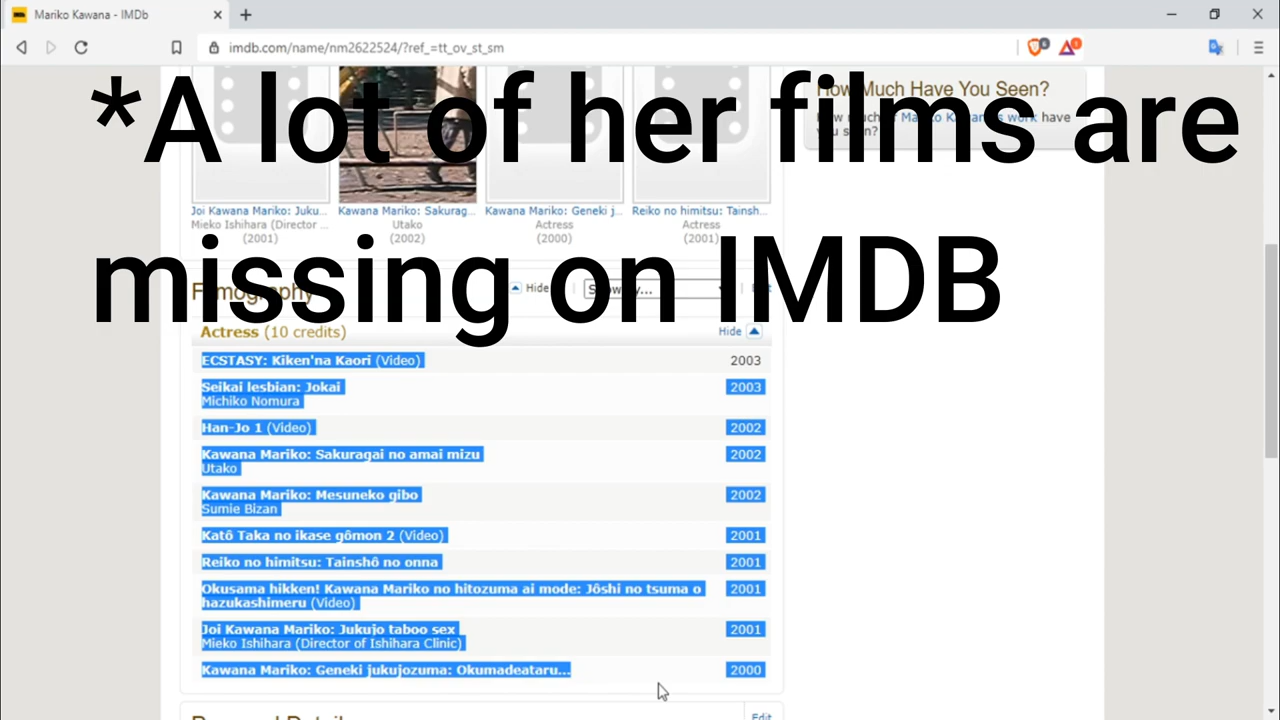 Mariko Kawana - IMDb
imdb.com/name/nm2622524/?ref_=tt_ov_st_sm
*A lot of her films are
missing on IMDB
How Much Have You Seen?
have
you seen?
Joi Kawana Mariko: Juku...
Mieko Ishihara (Director ...
(2001)
Kawana Mariko: Sakurag...
Utako
(2002)
Kawana Mariko: Geneki j...
Actress
(2000)
Reiko no himitsu: Tainsh...
Actress
(2001)
Filmography
Hide
Actress (10 credits)
Hide
ECSTASY: Kiken'na Kaori (Video) 2003
Seikai lesbian: Jokai 2003
Michiko Nomura
Han-Jo 1 (Video) 2002
Kawana Mariko: Sakuragai no amai mizu 2002
Utako
Kawana Mariko: Mesuneko gibo 2002
Sumie Bizan
Katô Taka no ikase gômon 2 (Video) 2001
Reiko no himitsu: Tainshô no onna 2001
Okusama hikken! Kawana Mariko no hitozuma ai mode: Jôshi no tsuma o 2001
hazukashimeru (Video)
Joi Kawana Mariko: Jukujo taboo sex 2001
Mieko Ishihara (Director of Ishihara Clinic)
Kawana Mariko: Geneki jukujozuma: Okumadeataru... 2000
Edit